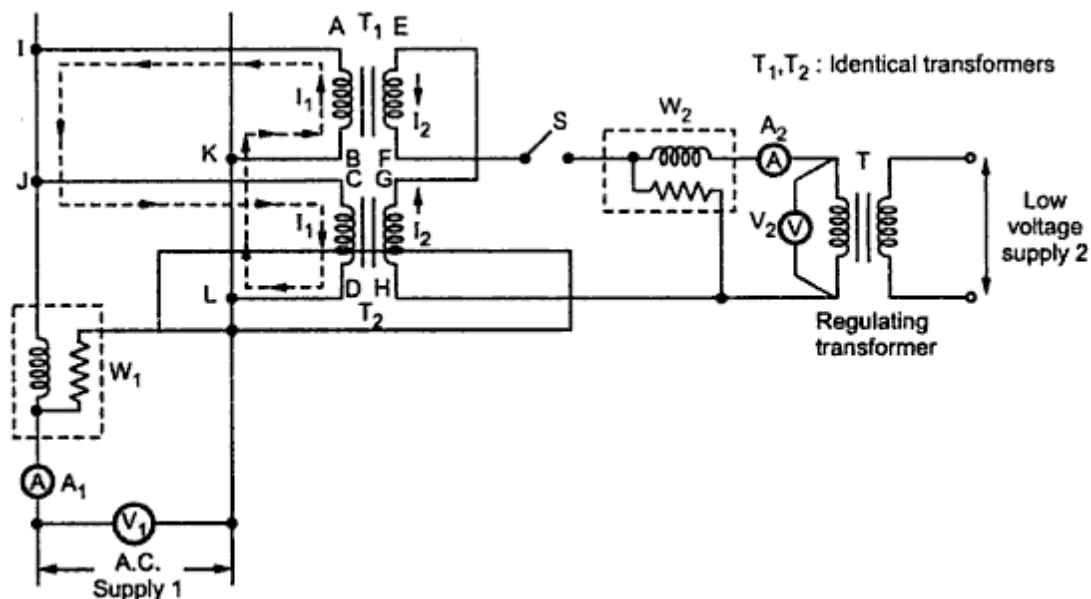 A T₁ E
I
T₁,T₂ : Identical transformers
I₁
I₂
W₂
A₂
S
A
K
B
F
C
G
J
T
V₂
V
Low
voltage
supply 2
I₁
I₂
L
D
H
T₂
Regulating
transformer
W₁
A
A₁
V₁
A.C.
Supply 1